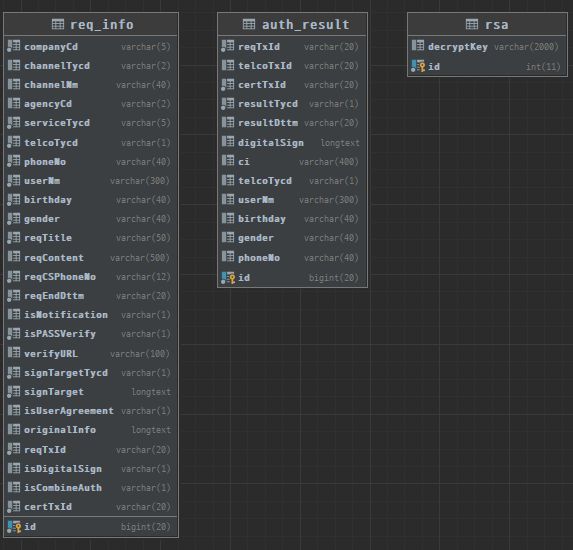 req_info
companyCd varchar(5)
channelTycd varchar(2)
channelNm varchar(40)
agencyCd varchar(2)
serviceTycd varchar(5)
telcoTycd varchar(1)
phoneNo varchar(40)
userNm varchar(300)
birthday varchar(40)
gender varchar(40)
reqTitle varchar(50)
reqContent varchar(500)
reqCSPhoneNo varchar(12)
reqEndDttm varchar(20)
isNotification varchar(1)
isPASSVerify varchar(1)
verifyURL varchar(100)
signTargetTycd varchar(1)
signTarget longtext
isUserAgreement varchar(1)
originalInfo longtext
reqTxId varchar(20)
isDigitalSign varchar(1)
isCombineAuth varchar(1)
certTxId varchar(20)
id bigint(20)
auth_result
reqTxId varchar(20)
telcoTxId varchar(20)
certTxId varchar(20)
resultTycd varchar(1)
resultDttm varchar(20)
digitalSign longtext
ci varchar(400)
telcoTycd varchar(1)
userNm varchar(300)
birthday varchar(40)
gender varchar(40)
phoneNo varchar(40)
id bigint(20)
rsa
decryptKey varchar(2000)
id int(11)